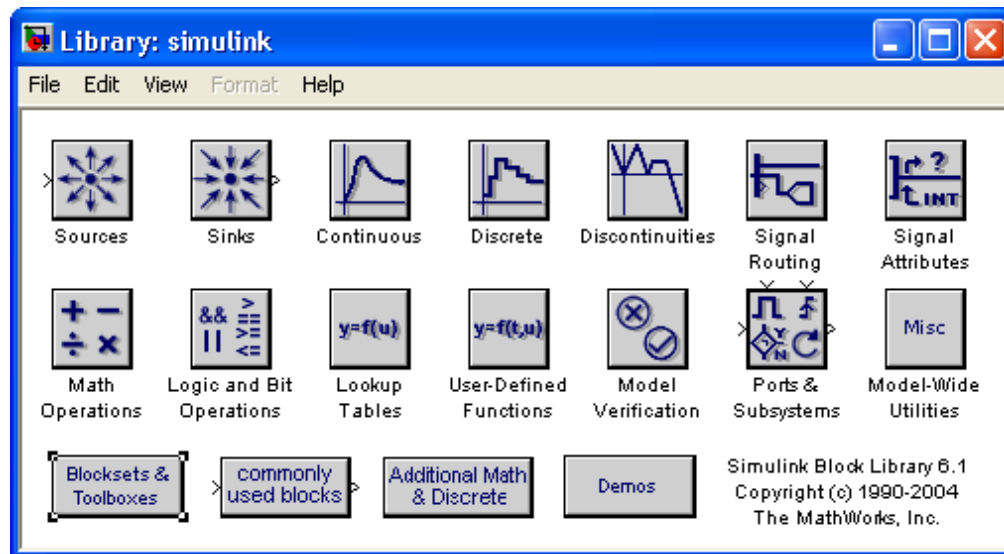 Library: simulink
File Edit View Format Help
Sources Sinks Continuous Discrete Discontinuities Signal Routing Signal Attributes
?
INT
+ −
÷ ×
&& > == 
|| >= <=
y=f(u)
y=f(t,u)
Y
N
Misc
Math Operations
Logic and Bit Operations
Lookup Tables
User-Defined Functions
Model Verification
Ports & Subsystems
Model-Wide Utilities
Blocksets & Toolboxes
commonly used blocks
Additional Math & Discrete
Demos
Simulink Block Library 6.1
Copyright (c) 1990-2004
The MathWorks, Inc.